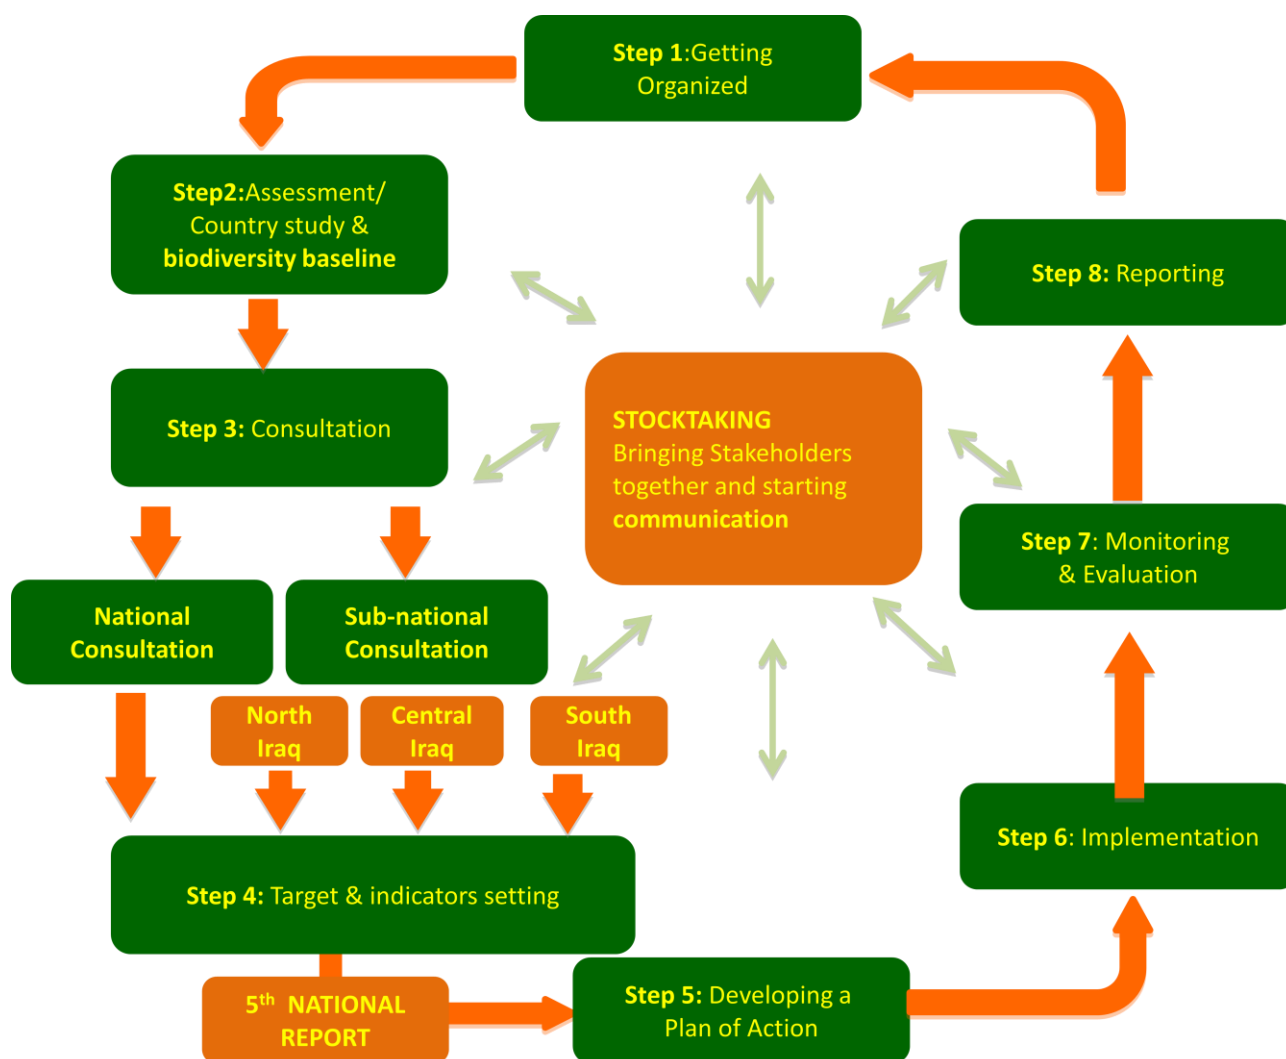 Step 1:Getting
Organized
Step2:Assessment/
Country study &
biodiversity baseline
Step 8: Reporting
Step 3: Consultation
STOCKTAKING
Bringing Stakeholders
together and starting
communication
Step 7: Monitoring
& Evaluation
National
Consultation
Sub-national
Consultation
North
Iraq
Central
Iraq
South
Iraq
Step 6: Implementation
Step 4: Target & indicators setting
5th NATIONAL
REPORT
Step 5: Developing a
Plan of Action